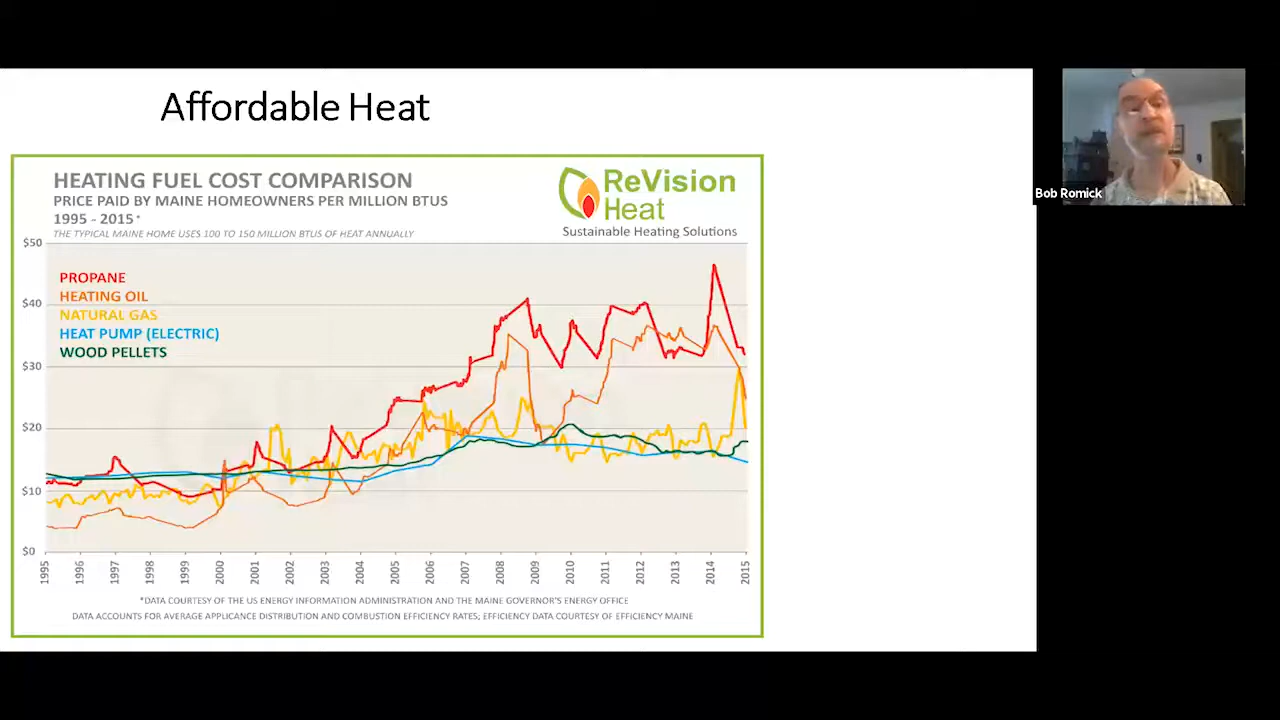 Affordable Heat
HEATING FUEL COST COMPARISON
PRICE PAID BY MAINE HOMEOWNERS PER MILLION BTUS
1995 - 2015*
THE TYPICAL MAINE HOME USES 100 TO 150 MILLION BTUS OF HEAT ANNUALLY
ReVision
Heat
Sustainable Heating Solutions
Bob Romick
$50
PROPANE
HEATING OIL
$40
NATURAL GAS
HEAT PUMP (ELECTRIC)
WOOD PELLETS
$30
$20
$10
$0
1995 1996 1997 1998 1999 2000 2001 2002 2003 2004 2005 2006 2007 2008 2009 2010 2011 2012 2013 2014 2015
*DATA COURTESY OF THE US ENERGY INFORMATION ADMINISTRATION AND THE MAINE GOVERNOR'S ENERGY OFFICE
DATA ACCOUNTS FOR AVERAGE APPLICANCE DISTRIBUTION AND COMBUSTION EFFICIENCY RATES; EFFICIENCY DATA COURTESY OF EFFICIENCY MAINE